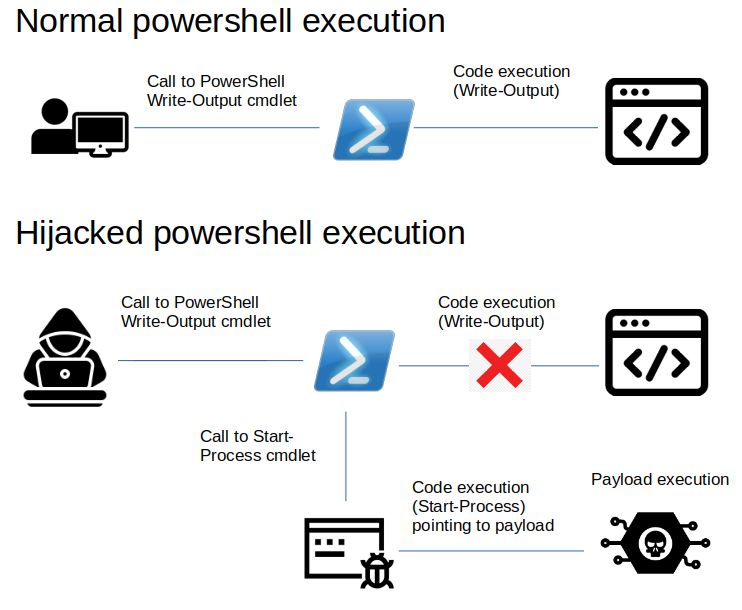 Normal powershell execution
Call to PowerShell
Write-Output cmdlet
Code execution
(Write-Output)
Hijacked powershell execution
Call to PowerShell
Write-Output cmdlet
Code execution
(Write-Output)
Call to Start-
Process cmdlet
Code execution
(Start-Process)
pointing to payload
Payload execution